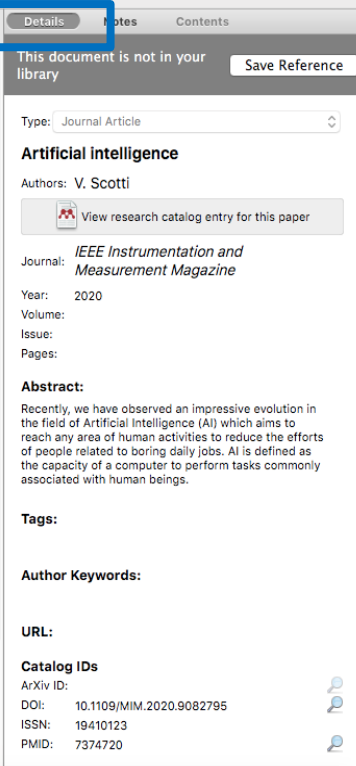 Details Notes Contents
This document is not in your
library
Save Reference
Type: Journal Article
Artificial intelligence
Authors: V. Scotti
View research catalog entry for this paper
Journal: IEEE Instrumentation and
Measurement Magazine
Year: 2020
Volume:
Issue:
Pages:
Abstract:
Recently, we have observed an impressive evolution in
the field of Artificial Intelligence (AI) which aims to
reach any area of human activities to reduce the efforts
of people related to boring daily jobs. AI is defined as
the capacity of a computer to perform tasks commonly
associated with human beings.
Tags:
Author Keywords:
URL:
Catalog IDs
ArXiv ID:
DOI: 10.1109/MIM.2020.9082795
ISSN: 19410123
PMID: 7374720